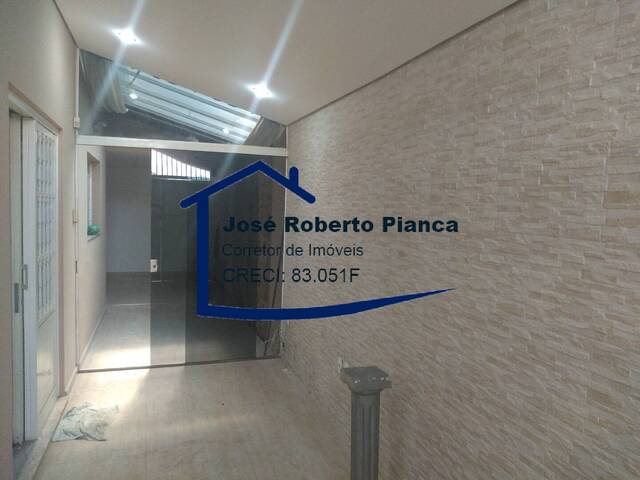 José Roberto Pianca
Corretor de Imóveis
CRECI: 83.051F